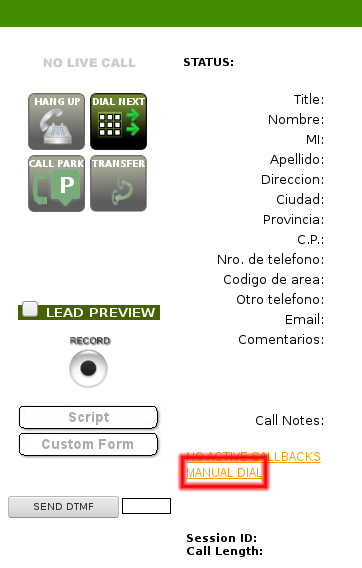 NO LIVE CALL
STATUS:
HANG UP
DIAL NEXT
CALL PARK
P
TRANSFER
Title:
Nombre:
MI:
Apellido:
Direccion:
Ciudad:
Provincia:
C.P.:
Nro. de telefono:
Codigo de area:
Otro telefono:
Email:
Comentarios:
LEAD PREVIEW
RECORD
Script
Custom Form
Call Notes:
NO ACTIVE CALLBACKS
MANUAL DIAL
SEND DTMF
Session ID:
Call Length: